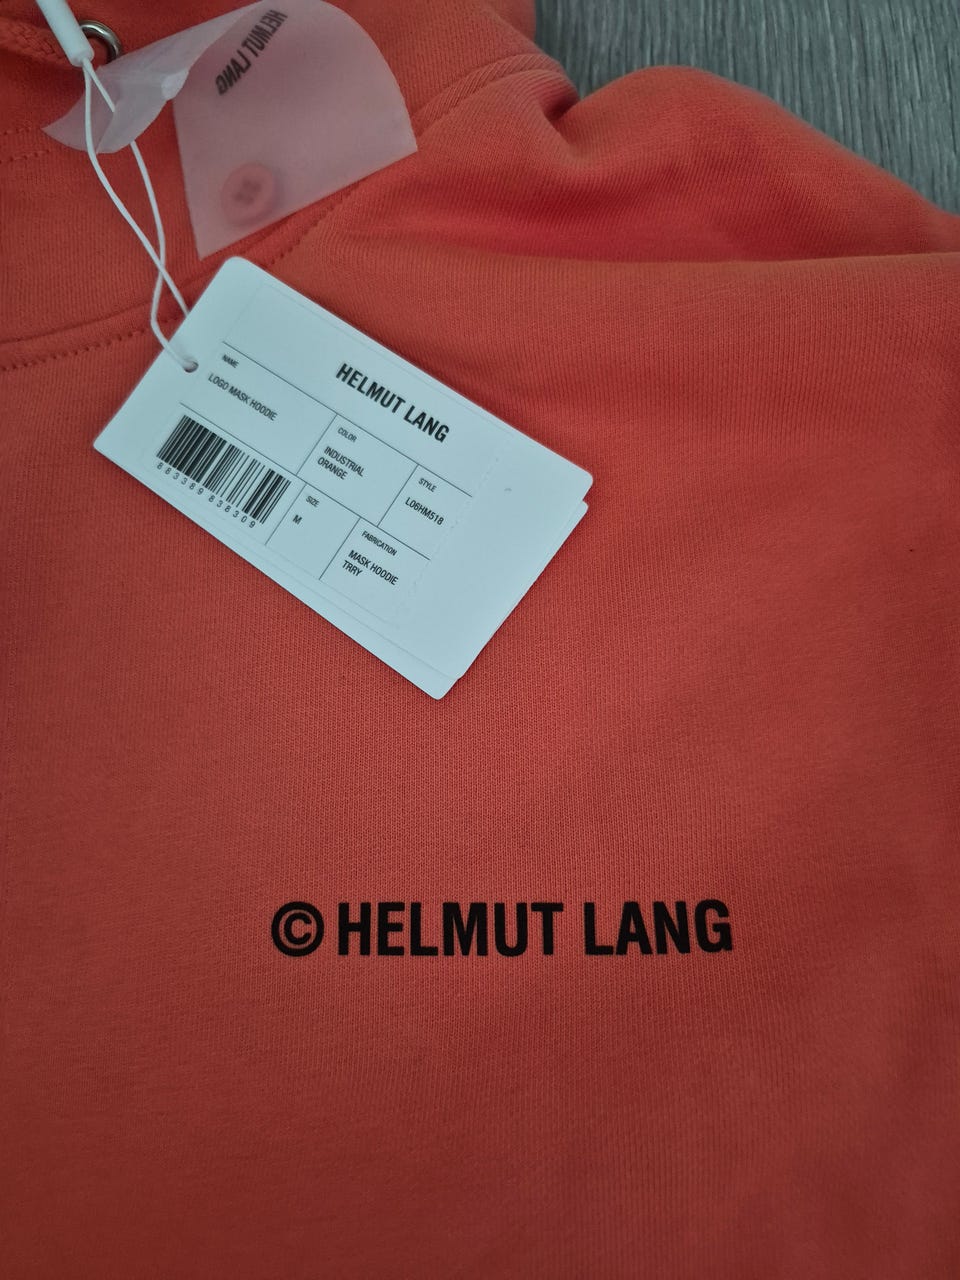 HELMUT LANG
HELMUT LANG
NAME
LOGO MASK HOODIE
COLOR
INDUSTRIAL
ORANGE
STYLE
L06HM518
883389838309
SIZE
M
FABRICATION
MASK HOODIE
TRRY
© HELMUT LANG